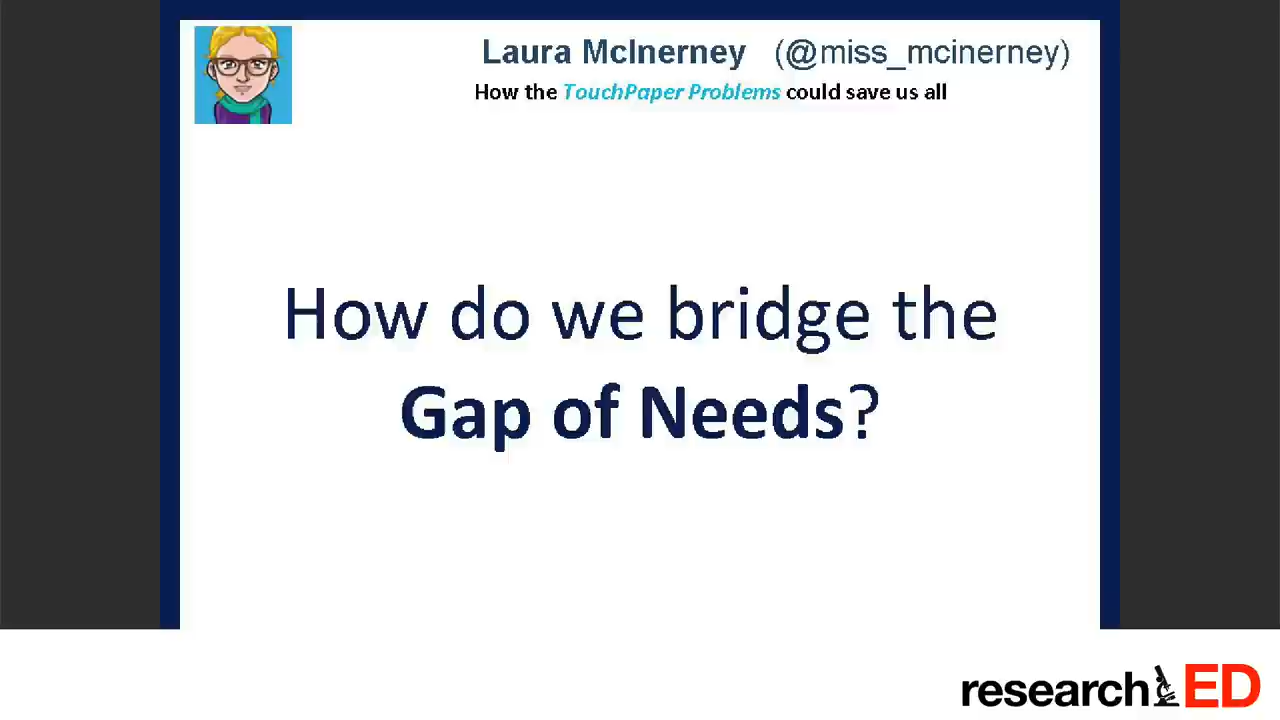 Laura McInerney (@miss_mcinerney)
How the TouchPaper Problems could save us all
How do we bridge the
Gap of Needs?
researchED